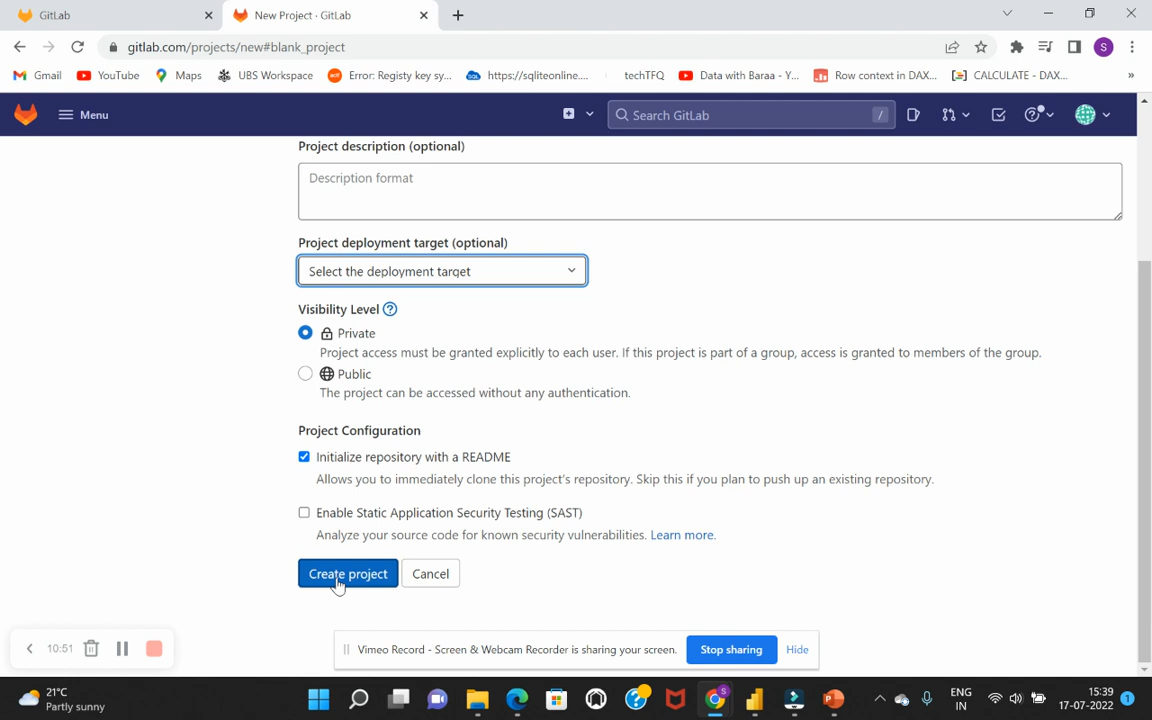 GitLab
New Project · GitLab
gitlab.com/projects/new#blank_project
S
Gmail
YouTube
Maps
UBS Workspace
Error: Registy key sy...
https://sqliteonline....
techTFQ
Data with Baraa - Y...
Row context in DAX...
CALCULATE - DAX...
»
Menu
Search GitLab
/
Project description (optional)
Description format
Project deployment target (optional)
Select the deployment target
Visibility Level
Private
Project access must be granted explicitly to each user. If this project is part of a group, access is granted to members of the group.
Public
The project can be accessed without any authentication.
Project Configuration
Initialize repository with a README
Allows you to immediately clone this project's repository. Skip this if you plan to push up an existing repository.
Enable Static Application Security Testing (SAST)
Analyze your source code for known security vulnerabilities. Learn more.
Create project
Cancel
10:51
Vimeo Record - Screen & Webcam Recorder is sharing your screen.
Stop sharing
Hide
21°C
Partly sunny
ENG
IN
15:39
17-07-2022
1